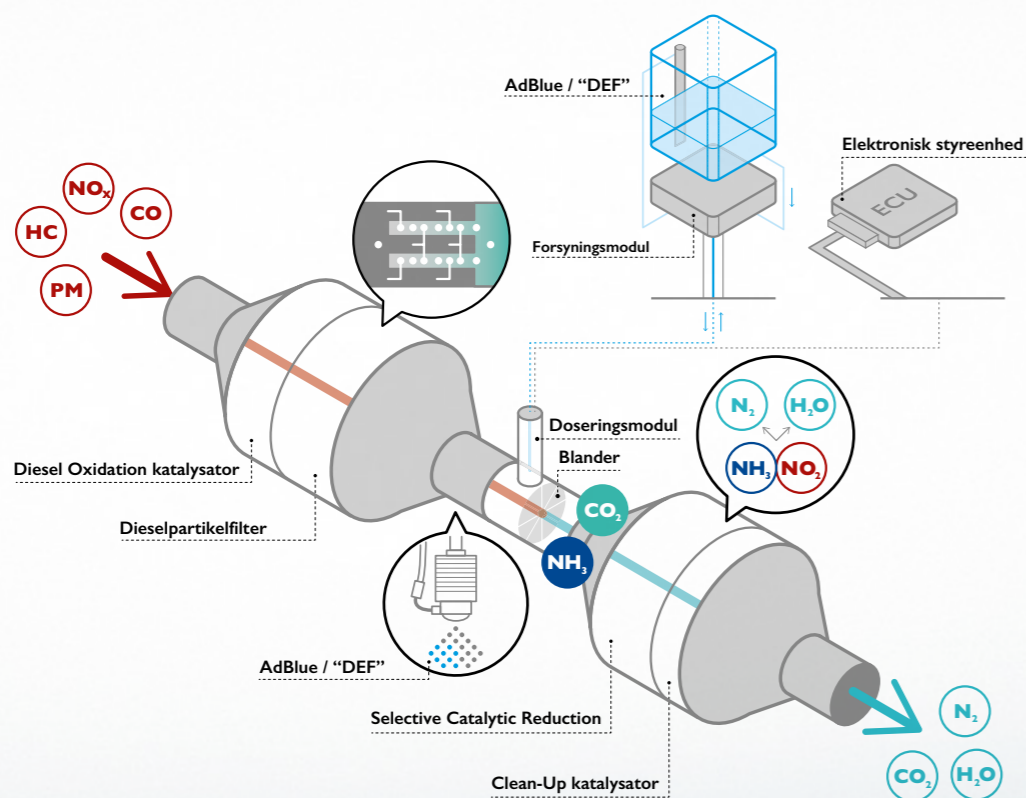 AdBlue / “DEF”
Elektronisk styreenhed
ECU
Forsyningsmodul
NOₓ
CO
HC
PM
N₂
H₂O
NH₃
NO₂
Doseringsmodul
Blander
CO₂
NH₃
Diesel Oxidation katalysator
Dieselpartikelfilter
AdBlue / “DEF”
Selective Catalytic Reduction
Clean-Up katalysator
N₂
CO₂
H₂O